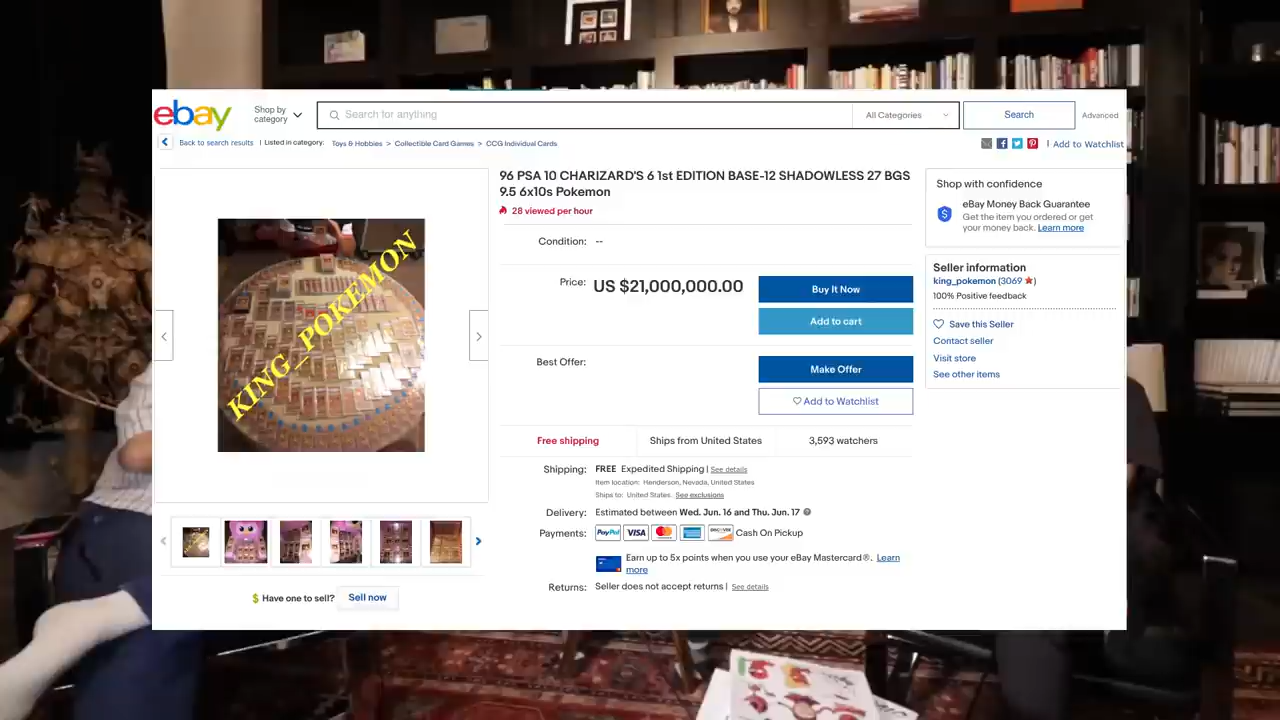 ebay
Shop by
category
Search for anything
All Categories
Search
Advanced
Back to search results | Listed in category: Toys & Hobbies > Collectible Card Games > CCG Individual Cards
| Add to Watchlist
96 PSA 10 CHARIZARD'S 6 1st EDITION BASE-12 SHADOWLESS 27 BGS
9.5 6x10s Pokemon
28 viewed per hour
Condition: --
Price: US $21,000,000.00
Buy It Now
Add to cart
Best Offer:
Make Offer
Add to Watchlist
Free shipping
Ships from United States
3,593 watchers
Shipping: FREE Expedited Shipping | See details
Item location: Henderson, Nevada, United States
Ships to: United States. See exclusions
Delivery: Estimated between Wed. Jun. 16 and Thu. Jun. 17
Payments: PayPal VISA DISCOVER Cash On Pickup
Earn up to 5x points when you use your eBay Mastercard®. Learn
more
Returns: Seller does not accept returns | See details
KING_POKEMON
$ Have one to sell? Sell now
Shop with confidence
eBay Money Back Guarantee
Get the item you ordered or get
your money back. Learn more
Seller information
king_pokemon (3069)
100% Positive feedback
Save this Seller
Contact seller
Visit store
See other items